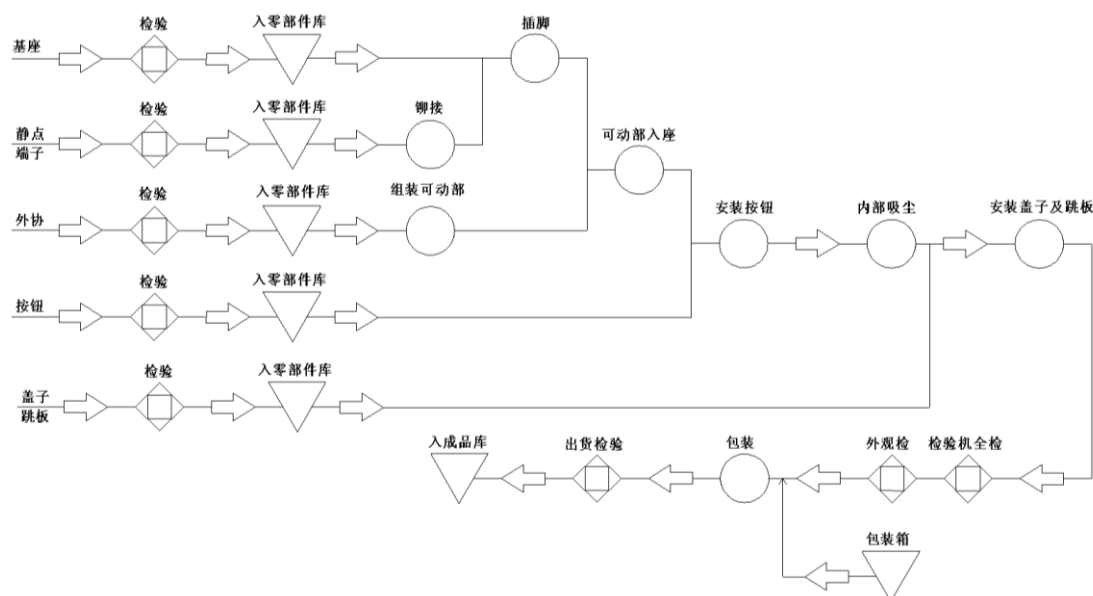 检验
入零部件库
插脚
基座
检验
入零部件库
铆接
静点
端子
可动部入座
检验
入零部件库
组装可动部
外协
安装按钮
内部吸尘
安装盖子及跳板
检验
入零部件库
按钮
检验
入零部件库
盖子
跳板
入成品库
出货检验
包装
外观检
检验机全检
包装箱